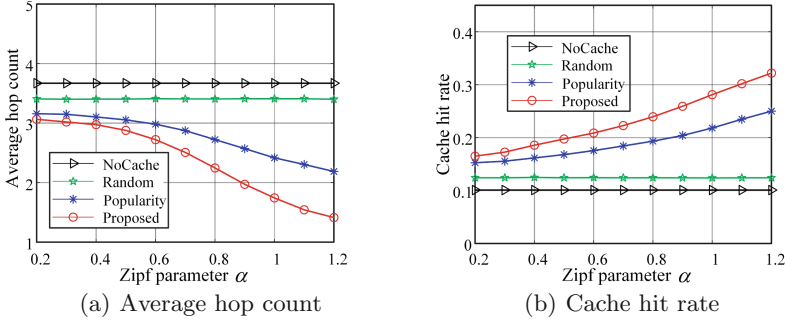 5
4
3
2
1
Average hop count
NoCache
Random
Popularity
Proposed
0.2 0.4 0.6 0.8 1 1.2
Zipf parameter α
(a) Average hop count
0.4
0.3
0.2
0.1
0
Cache hit rate
NoCache
Random
Popularity
Proposed
0.2 0.4 0.6 0.8 1 1.2
Zipf parameter α
(b) Cache hit rate